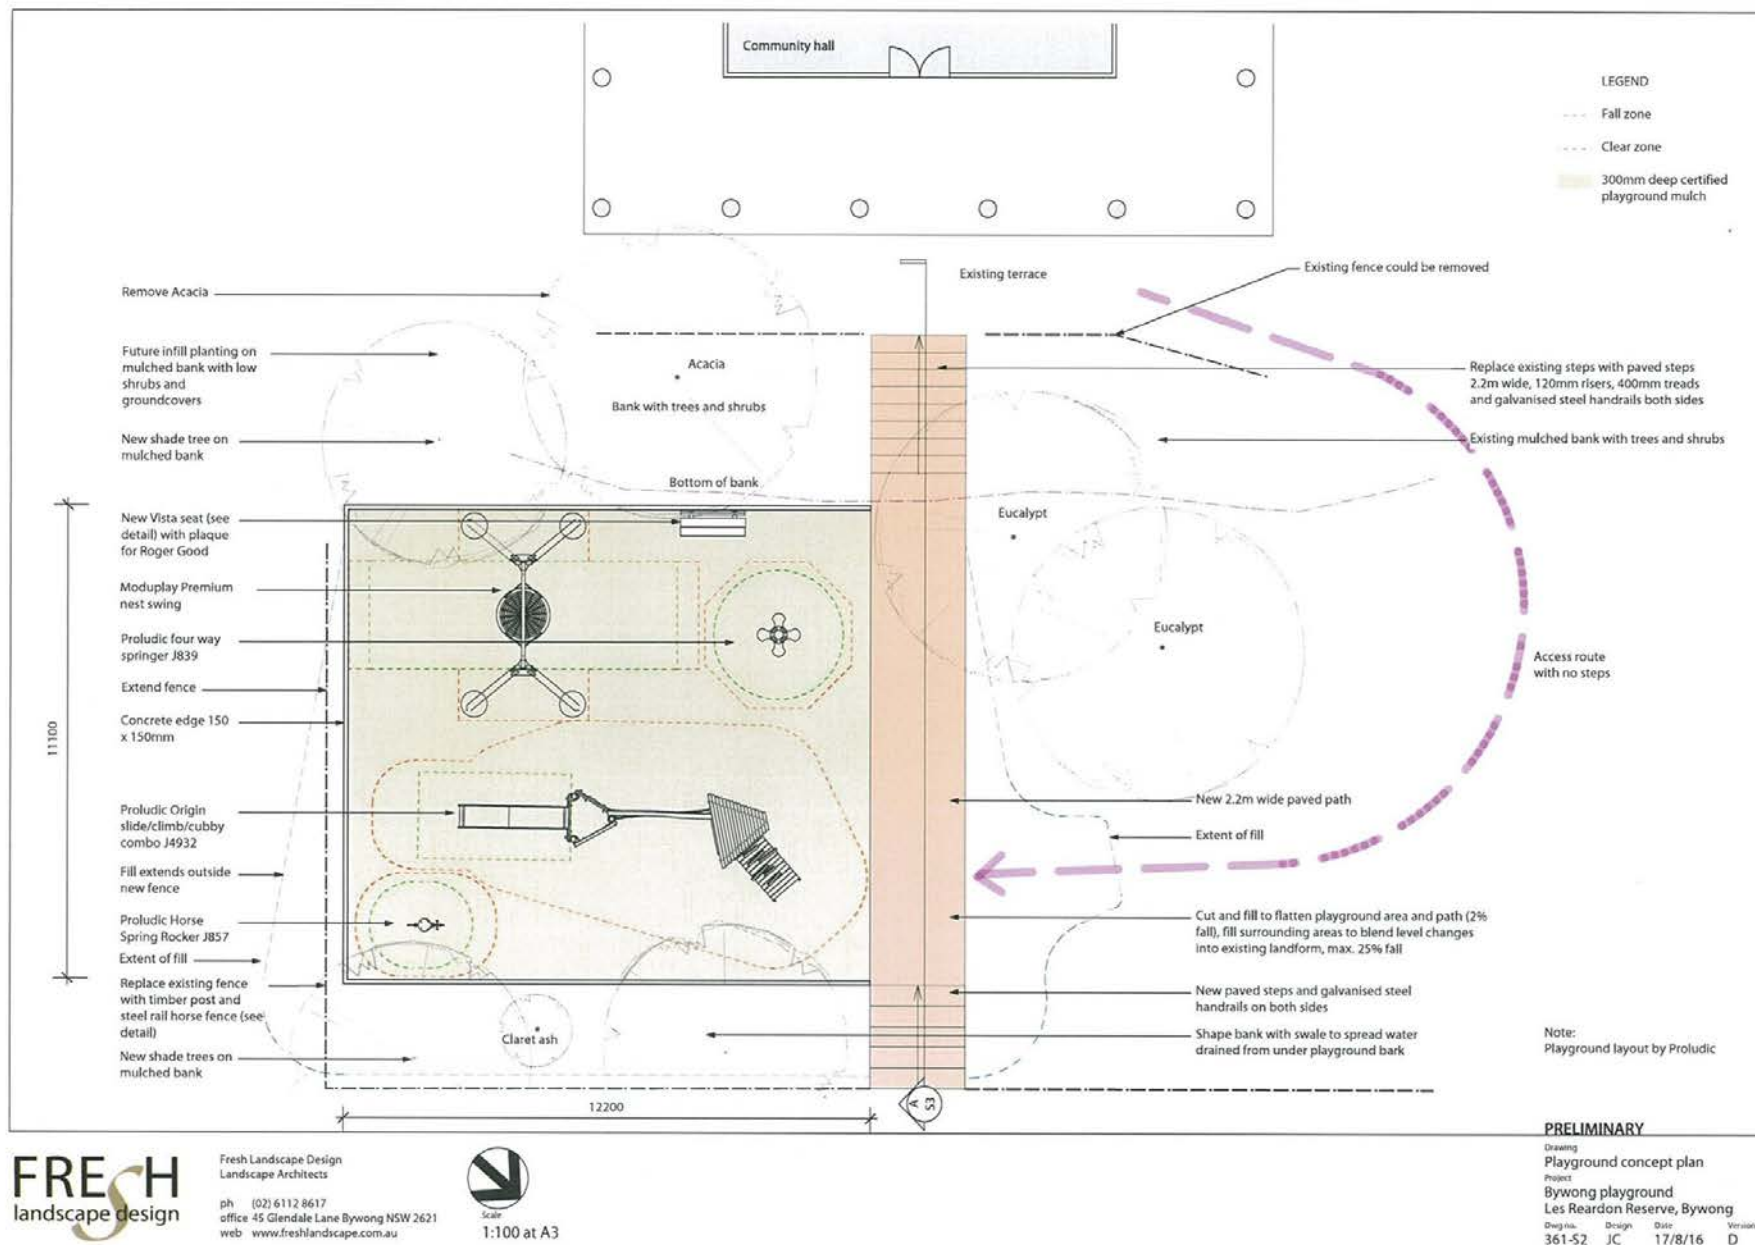 Community hall
LEGEND
Fall zone
Clear zone
300mm deep certified
playground mulch
Existing terrace
Existing fence could be removed
Remove Acacia
Future infill planting on
mulched bank with low
shrubs and
groundcovers
Acacia
Bank with trees and shrubs
Replace existing steps with paved steps
2.2m wide, 120mm risers, 400mm treads
and galvanised steel handrails both sides
New shade tree on
mulched bank
Existing mulched bank with trees and shrubs
Bottom of bank
New Vista seat (see
detail) with plaque
for Roger Good
Eucalypt
Moduplay Premium
nest swing
Proludic four way
springer J839
Eucalypt
Access route
with no steps
Extend fence
Concrete edge 150
x 150mm
11100
Proludic Origin
slide/climb/cubby
combo J4932
New 2.2m wide paved path
Extent of fill
Fill extends outside
new fence
Proludic Horse
Spring Rocker J857
Cut and fill to flatten playground area and path (2%
fall), fill surrounding areas to blend level changes
into existing landform, max. 25% fall
Extent of fill
Replace existing fence
with timber post and
steel rail horse fence (see
detail)
New paved steps and galvanised steel
handrails on both sides
Claret ash
Shape bank with swale to spread water
drained from under playground bark
Note:
Playground layout by Proludic
New shade trees on
mulched bank
12200
A
S3
FRESH
landscape design
Fresh Landscape Design
Landscape Architects
ph (02) 6112 8617
office 45 Glendale Lane Bywong NSW 2621
web www.freshlandscape.com.au
Scale
1:100 at A3
PRELIMINARY
Drawing
Playground concept plan
Project
Bywong playground
Les Reardon Reserve, Bywong
Dwg no. Design Date Version
361-S2 JC 17/8/16 D